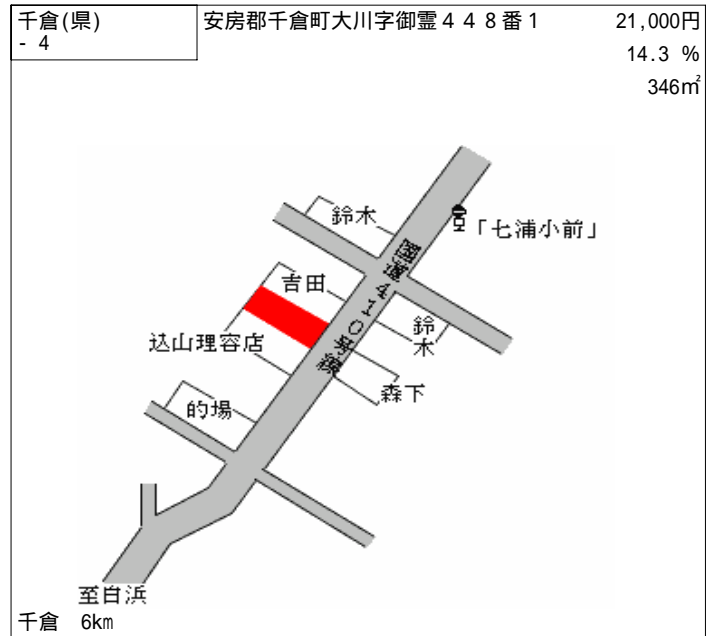 千倉(県)
- 4
安房郡千倉町大川字御霊４４８番１
21,000円
14.3 %
346㎡
鈴木
「七浦小前」
国道４１０号線
吉田
鈴木
込山理容店
森下
的場
至白浜
千倉 6㎞